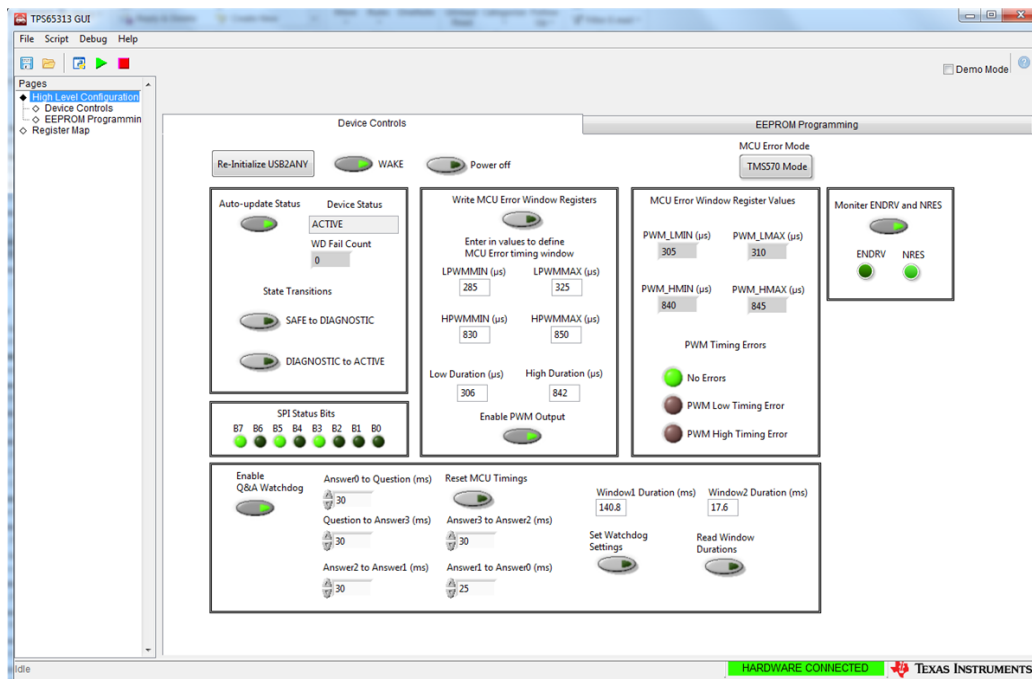 TPS65313 GUI
File Script Debug Help
Demo Mode
Pages
High Level Configuration
Device Controls
EEPROM Programmin
Register Map
Device Controls
EEPROM Programming
MCU Error Mode
Re-Initialize USB2ANY
WAKE
Power off
TMS570 Mode
Auto-update Status
Device Status
ACTIVE
WD Fail Count
0
State Transitions
SAFE to DIAGNOSTIC
DIAGNOSTIC to ACTIVE
Write MCU Error Window Registers
Enter in values to define
MCU Error timing window
LPWMMIN (µs) LPWMMAX (µs)
285 325
HPWMMIN (µs) HPWMMAX (µs)
830 850
Low Duration (µs) High Duration (µs)
306 842
Enable PWM Output
MCU Error Window Register Values
PWM_LMIN (µs) PWM_LMAX (µs)
305 310
PWM_HMIN (µs) PWM_HMAX (µs)
840 845
PWM Timing Errors
No Errors
PWM Low Timing Error
PWM High Timing Error
Moniter ENDRV and NRES
ENDRV NRES
SPI Status Bits
B7 B6 B5 B4 B3 B2 B1 B0
Enable
Q&A Watchdog
Answer0 to Question (ms)
30
Reset MCU Timings
Question to Answer3 (ms)
30
Answer3 to Answer2 (ms)
30
Answer2 to Answer1 (ms)
30
Answer1 to Answer0 (ms)
25
Window1 Duration (ms) Window2 Duration (ms)
140.8 17.6
Set Watchdog
Settings
Read Window
Durations
Idle
HARDWARE CONNECTED
TEXAS INSTRUMENTS